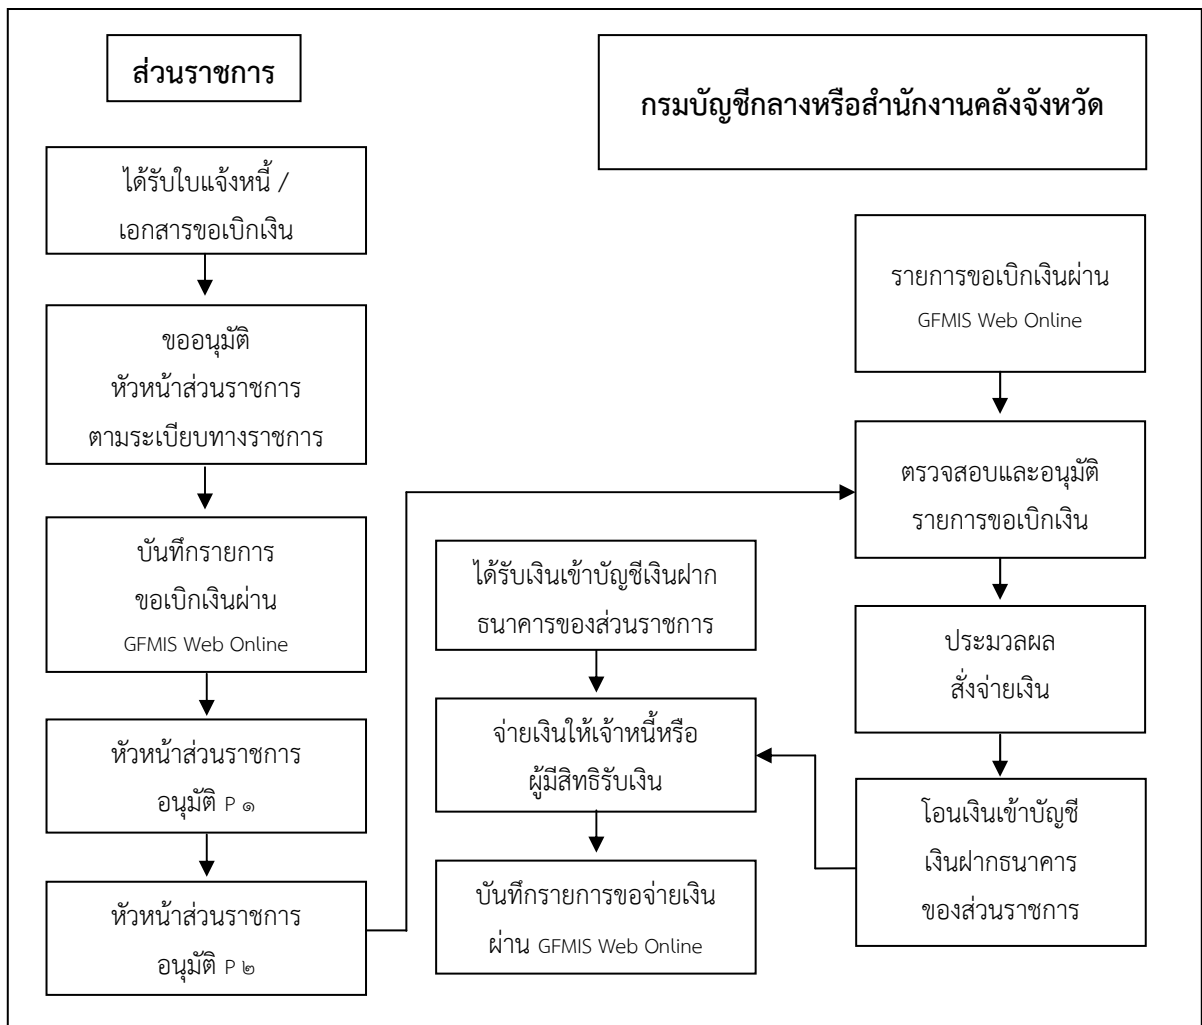 ส่วนราชการ
กรมบัญชีกลางหรือสำนักงานคลังจังหวัด
ได้รับใบแจ้งหนี้ /
เอกสารขอเบิกเงิน
ขออนุมัติ
หัวหน้าส่วนราชการ
ตามระเบียบทางราชการ
บันทึกรายการ
ขอเบิกเงินผ่าน
GFMIS Web Online
หัวหน้าส่วนราชการ
อนุมัติ P ๑
หัวหน้าส่วนราชการ
อนุมัติ P ๒
ได้รับเงินเข้าบัญชีเงินฝาก
ธนาคารของส่วนราชการ
จ่ายเงินให้เจ้าหนี้หรือ
ผู้มีสิทธิรับเงิน
บันทึกรายการขอจ่ายเงิน
ผ่าน GFMIS Web Online
รายการขอเบิกเงินผ่าน
GFMIS Web Online
ตรวจสอบและอนุมัติ
รายการขอเบิกเงิน
ประมวลผล
สั่งจ่ายเงิน
โอนเงินเข้าบัญชี
เงินฝากธนาคาร
ของส่วนราชการ